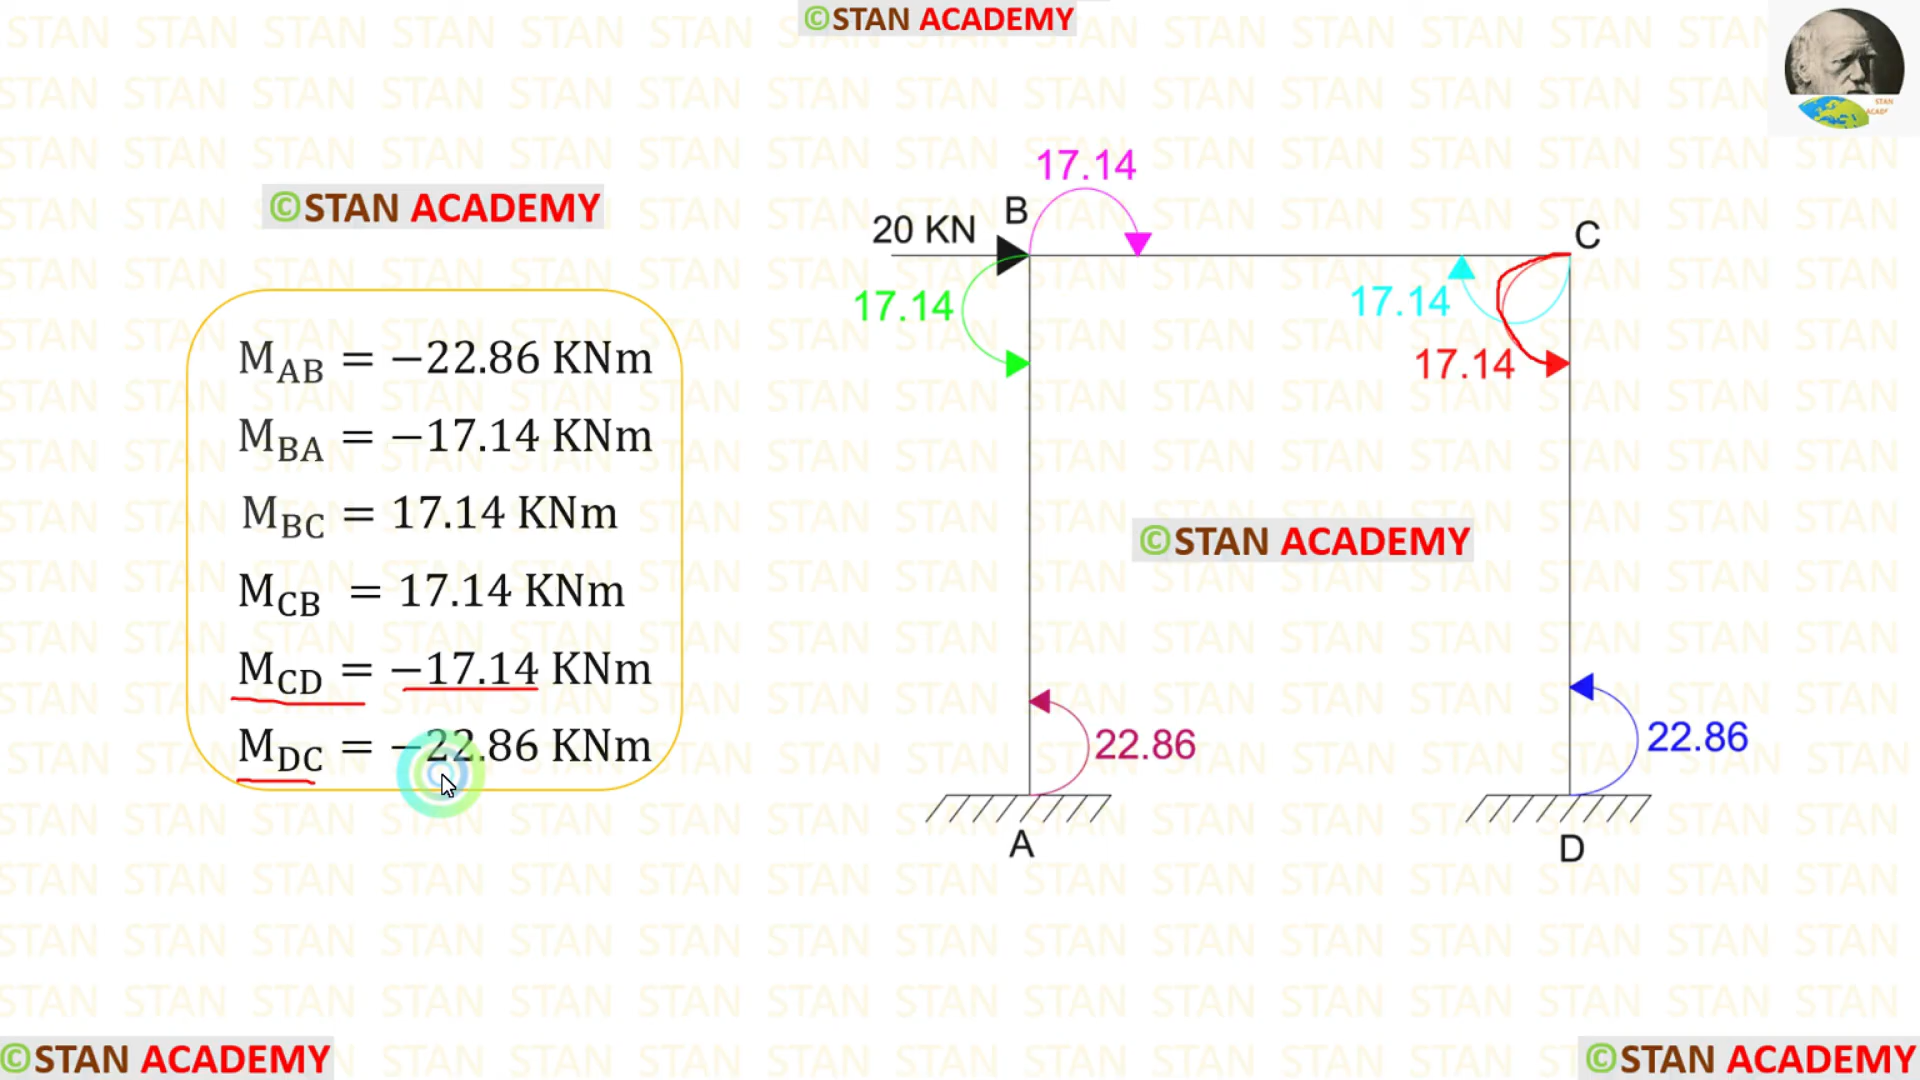 ©STAN ACADEMY
STAN
ACADEMY
©STAN ACADEMY
M_AB = −22.86 KNm
M_BA = −17.14 KNm
M_BC = 17.14 KNm
M_CB = 17.14 KNm
M_CD = −17.14 KNm
M_DC = −22.86 KNm
17.14
B
20 KN
C
17.14
17.14
17.14
©STAN ACADEMY
22.86
22.86
A
D
©STAN ACADEMY
©STAN ACADEMY